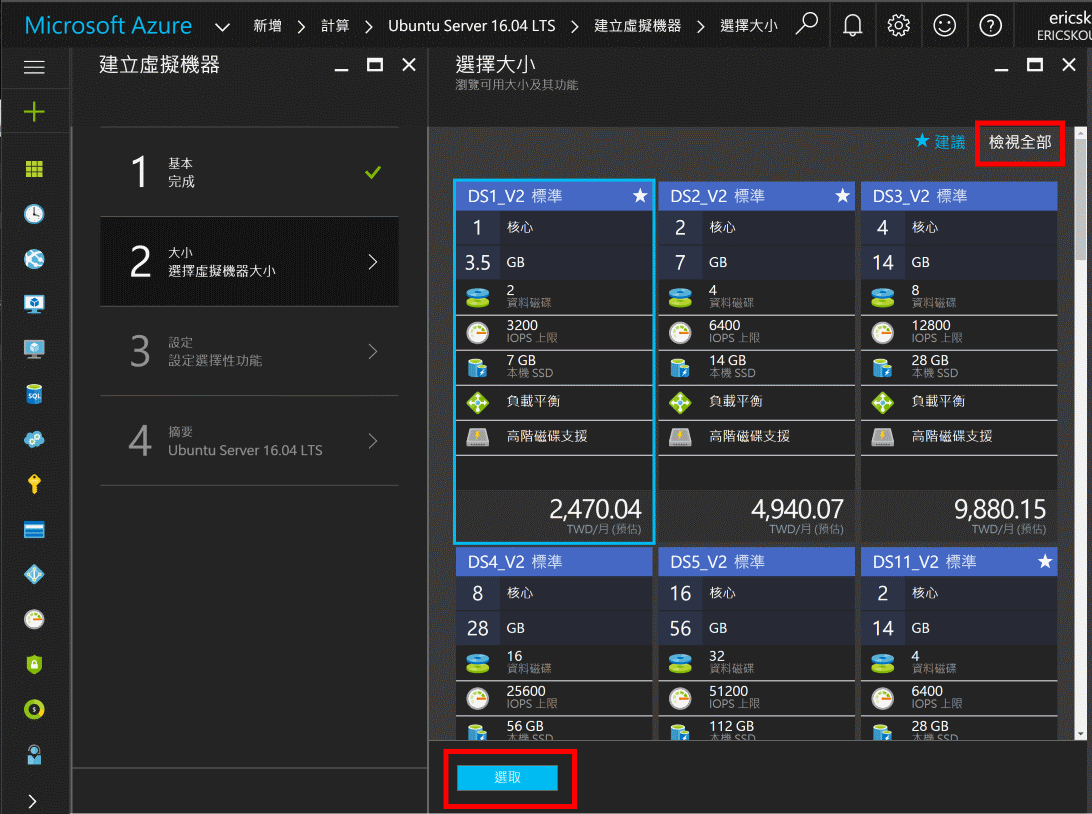 Microsoft Azure 新增 計算 Ubuntu Server 16.04 LTS 建立虛擬機器 選擇大小
ericsk
ERICSKOU
建立虛擬機器
1 基本
完成
2 大小
選擇虛擬機器大小
3 設定
設定選擇性功能
4 摘要
Ubuntu Server 16.04 LTS
SQL
選擇大小
瀏覽可用大小及其功能
建議 檢視全部
DS1_V2 標準
1 核心
3.5 GB
2
資料磁碟
3200
IOPS 上限
7 GB
本機 SSD
負載平衡
高階磁碟支援
2,470.04
TWD/月 (預估)
DS2_V2 標準
2 核心
7 GB
4
資料磁碟
6400
IOPS 上限
14 GB
本機 SSD
負載平衡
高階磁碟支援
4,940.07
TWD/月 (預估)
DS3_V2 標準
4 核心
14 GB
8
資料磁碟
12800
IOPS 上限
28 GB
本機 SSD
負載平衡
高階磁碟支援
9,880.15
TWD/月 (預估)
DS4_V2 標準
8 核心
28 GB
16
資料磁碟
25600
IOPS 上限
56 GB
本機 SSD
DS5_V2 標準
16 核心
56 GB
32
資料磁碟
51200
IOPS 上限
112 GB
本機 SSD
DS11_V2 標準
2 核心
14 GB
4
資料磁碟
6400
IOPS 上限
28 GB
本機 SSD
選取